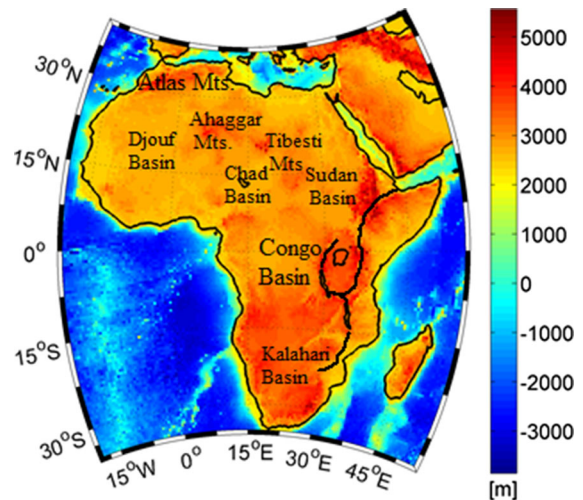 30°N
15°N
0°
15°S
30°S
15°W
0°
15°E
30°E
45°E
Atlas Mts.
Ahaggar
Mts.
Djouf
Basin
Tibesti
Mts
Chad
Basin
Sudan
Basin
Congo
Basin
Kalahari
Basin
5000
4000
3000
2000
1000
0
-1000
-2000
-3000
[m]